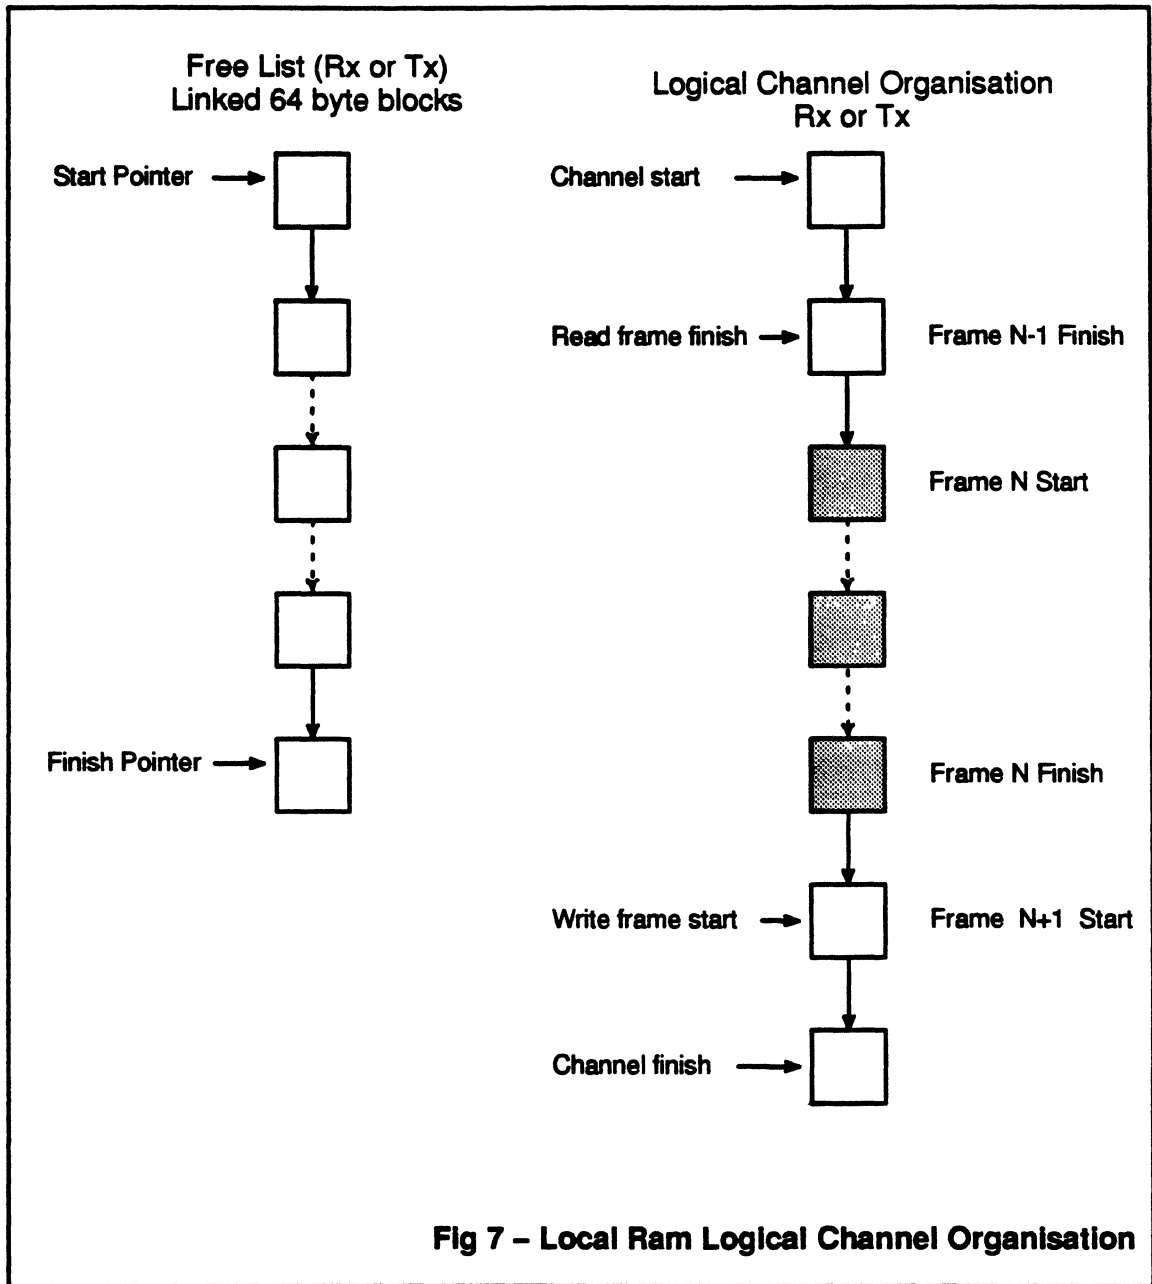 Free List (Rx or Tx)
Linked 64 byte blocks
Start Pointer
Finish Pointer
Logical Channel Organisation
Rx or Tx
Channel start
Read frame finish
Frame N-1 Finish
Frame N Start
Frame N Finish
Write frame start
Frame N+1 Start
Channel finish
Fig 7 – Local Ram Logical Channel Organisation